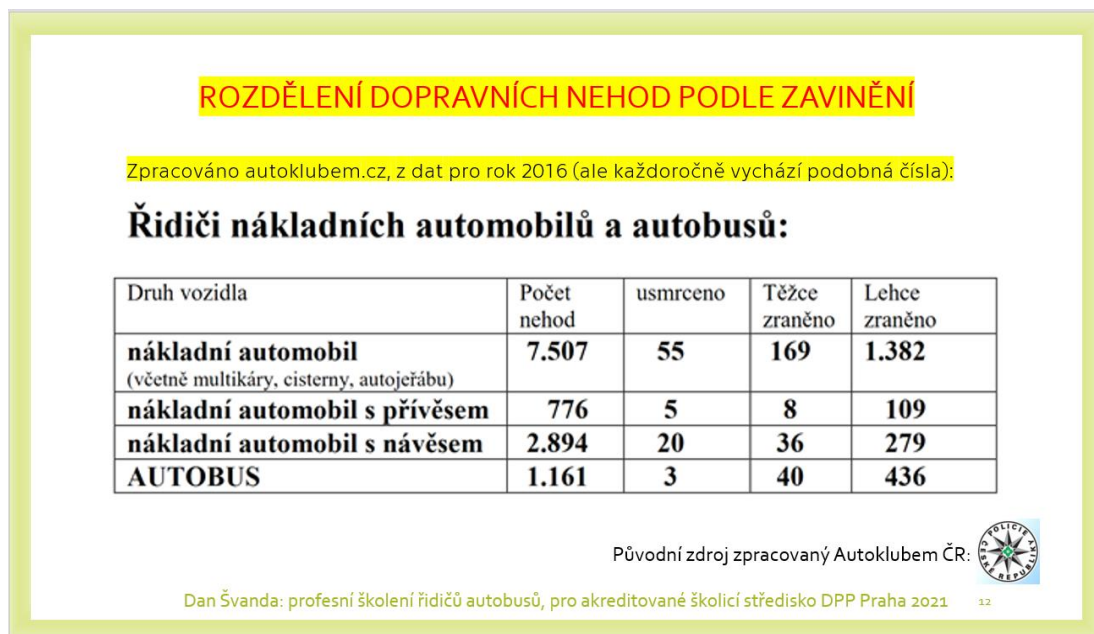 ROZDĚLENÍ DOPRAVNÍCH NEHOD PODLE ZAVINĚNÍ
Zpracováno autoklubem.cz, z dat pro rok 2016 (ale každoročně vychází podobná čísla):
Řidiči nákladních automobilů a autobusů:
Druh vozidla Počet nehod usmrceno Těžce zraněno Lehce zraněno
nákladní automobil 7.507 55 169 1.382
(včetně multikáry, cisterny, autojeřábu)
nákladní automobil s přívěsem 776 5 8 109
nákladní automobil s návěsem 2.894 20 36 279
AUTOBUS 1.161 3 40 436
Původní zdroj zpracovaný Autoklubem ČR:
POLICIE ČESKÉ REPUBLIKY
Dan Švanda: profesní školení řidičů autobusů, pro akreditované školicí středisko DPP Praha 2021 12